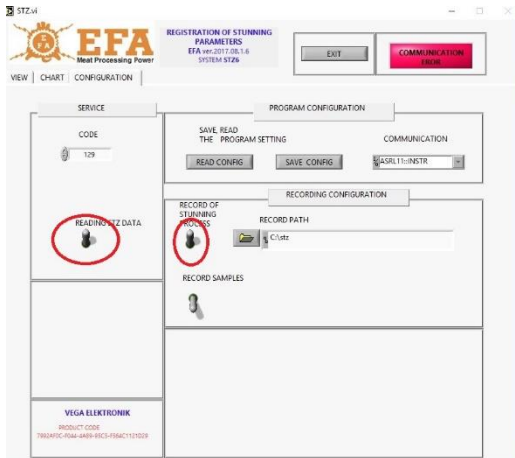 STZ.vi
EFA
EFA
Meat Processing Power
REGISTRATION OF STUNNING
PARAMETERS
EFA ver.2017.08.1.6
SYSTEM STZ6
EXIT
COMMUNICATION
VIEW
CHART
CONFIGURATION
SERVICE
CODE
129
READING STZ DATA
PROGRAM CONFIGURATION
SAVE, READ
THE PROGRAM SETTING
READ CONFIG
SAVE CONFIG
COMMUNICATION
ASRL11::INSTR
RECORDING CONFIGURATION
RECORD OF
STUNNING
PROCESS
RECORD PATH
C:\stz
RECORD SAMPLES
VEGA ELEKTRONIK
PRODUCT CODE